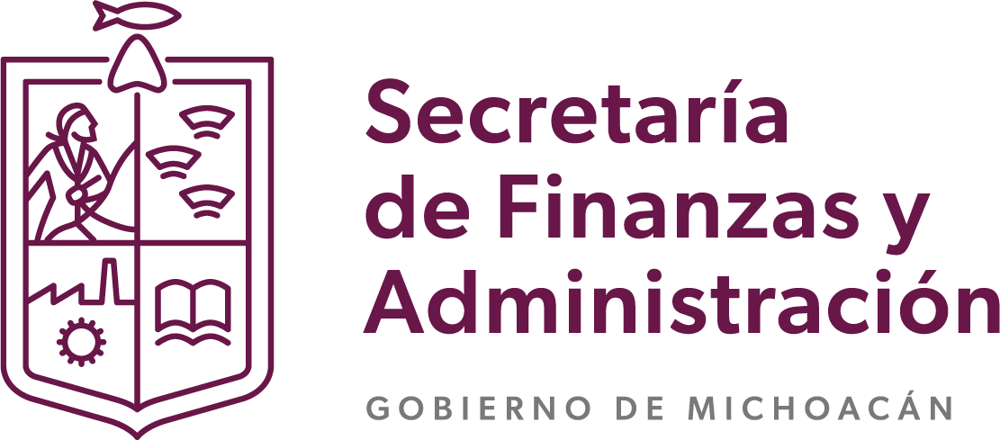 Secretaría
de Finanzas y
Administración
GOBIERNO DE MICHOACÁN